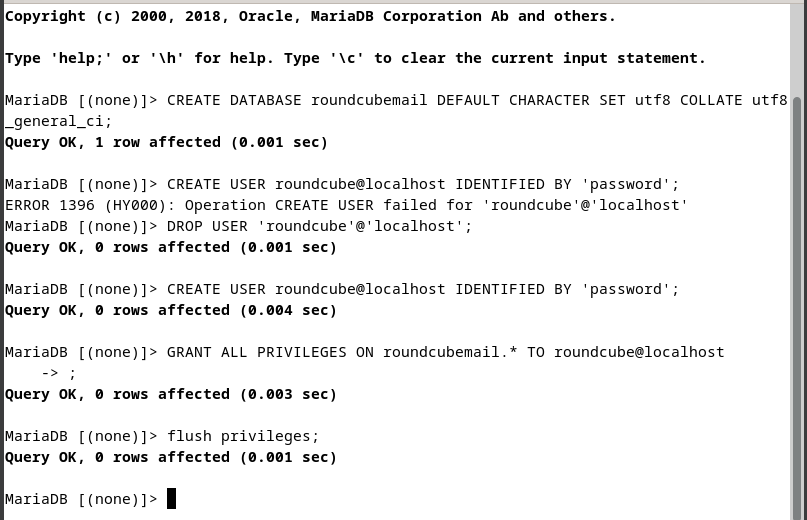 Copyright (c) 2000, 2018, Oracle, MariaDB Corporation Ab and others.
Type 'help;' or '\h' for help. Type '\c' to clear the current input statement.
MariaDB [(none)]> CREATE DATABASE roundcubemail DEFAULT CHARACTER SET utf8 COLLATE utf8
_general_ci;
Query OK, 1 row affected (0.001 sec)
MariaDB [(none)]> CREATE USER roundcube@localhost IDENTIFIED BY 'password';
ERROR 1396 (HY000): Operation CREATE USER failed for 'roundcube'@'localhost'
MariaDB [(none)]> DROP USER 'roundcube'@'localhost';
Query OK, 0 rows affected (0.001 sec)
MariaDB [(none)]> CREATE USER roundcube@localhost IDENTIFIED BY 'password';
Query OK, 0 rows affected (0.004 sec)
MariaDB [(none)]> GRANT ALL PRIVILEGES ON roundcubemail.* TO roundcube@localhost
    -> ;
Query OK, 0 rows affected (0.003 sec)
MariaDB [(none)]> flush privileges;
Query OK, 0 rows affected (0.001 sec)
MariaDB [(none)]>